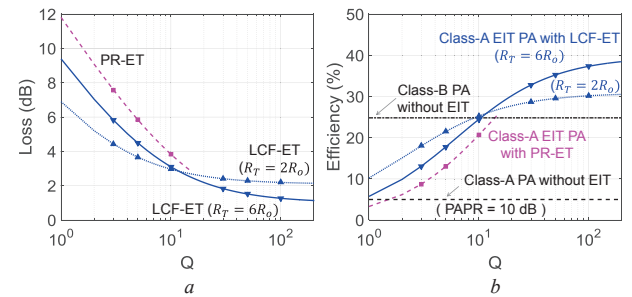 12
10
8
6
4
2
0
Loss (dB)
PR-ET
LCF-ET
(R_T = 2R_o)
LCF-ET (R_T = 6R_o)
10^0
10^1
10^2
Q
a
50
40
30
20
10
0
Efficiency (%)
Class-A EIT PA with LCF-ET
(R_T = 6R_o)
(R_T = 2R_o)
Class-B PA
without EIT
Class-A EIT PA
with PR-ET
Class-A PA without EIT
( PAPR = 10 dB )
10^0
10^1
10^2
Q
b